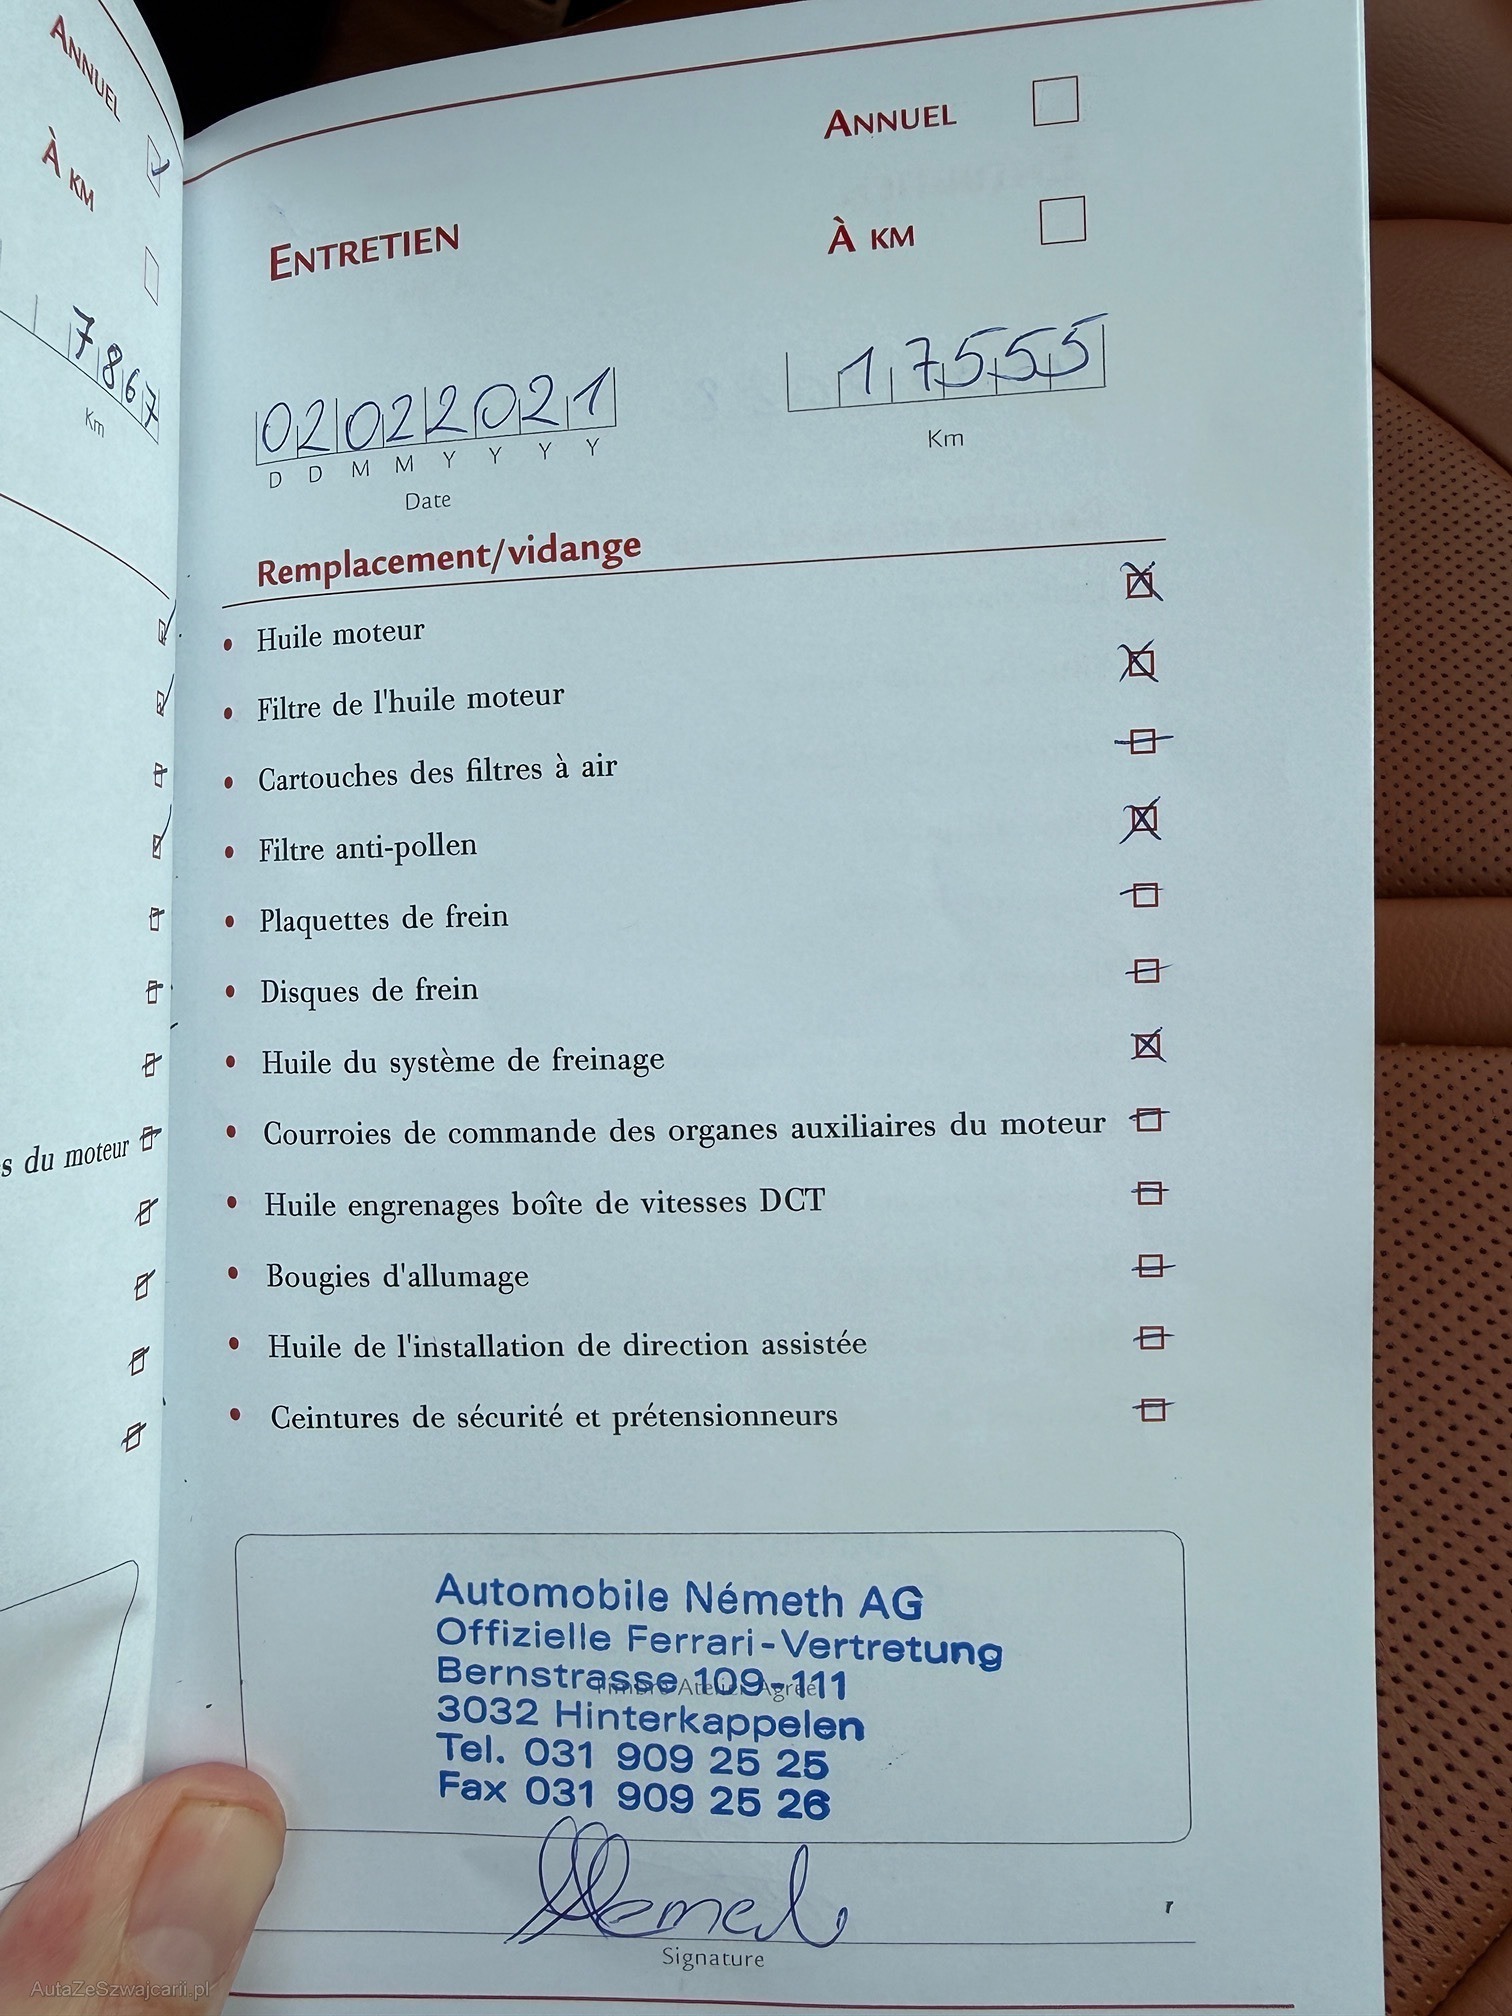 ANNUEL
À KM
7867
Km
s du moteur
ANNUEL
À KM
ENTRETIEN
02022021
D D M M Y Y Y Y
Date
17555
Km
Remplacement/vidange
• Huile moteur
• Filtre de l'huile moteur
• Cartouches des filtres à air
• Filtre anti-pollen
• Plaquettes de frein
• Disques de frein
• Huile du système de freinage
• Courroies de commande des organes auxiliaires du moteur
• Huile engrenages boîte de vitesses DCT
• Bougies d'allumage
• Huile de l'installation de direction assistée
• Ceintures de sécurité et prétensionneurs
Automobile Németh AG
Offizielle Ferrari-Vertretung
Bernstrasse 109-111
Timbre Atelier Agréé
3032 Hinterkappelen
Tel. 031 909 25 25
Fax 031 909 25 26
Signature
AutaZeSzwajcarii.pl